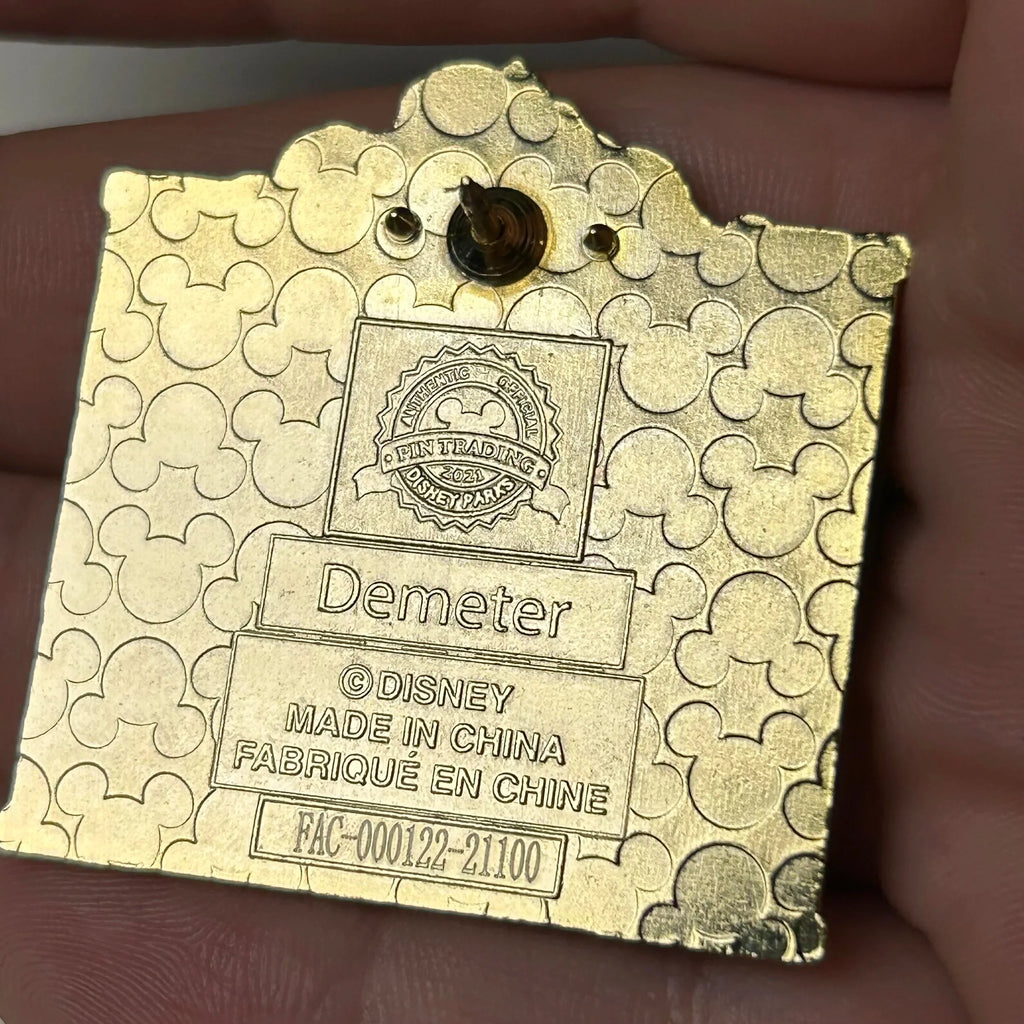 AUTHENTIC OFFICIAL
PIN TRADING
2021
DISNEY PARKS
Demeter
© DISNEY
MADE IN CHINA
FABRIQUÉ EN CHINE
FAC-000122-21100